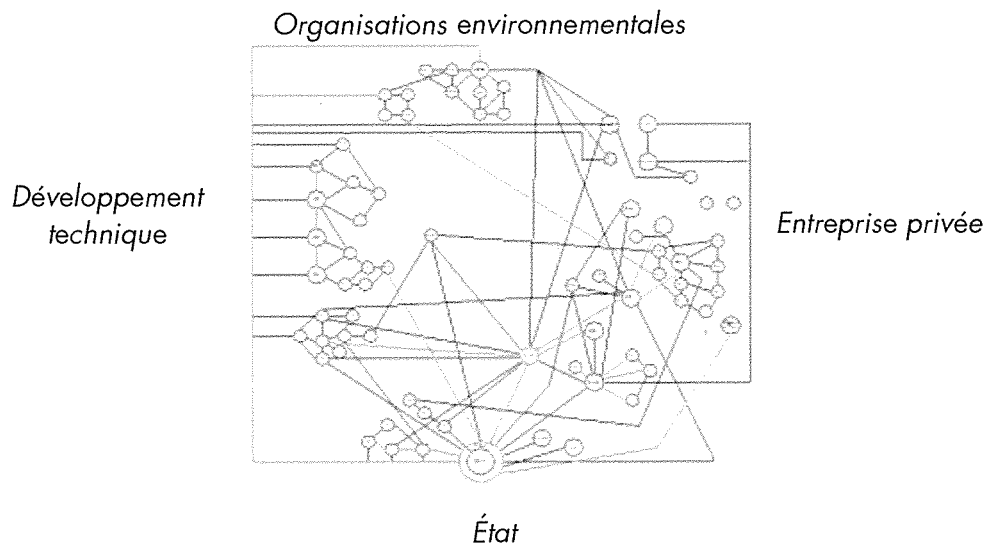 Organisations environnementales
Développement
technique
Entreprise privée
État